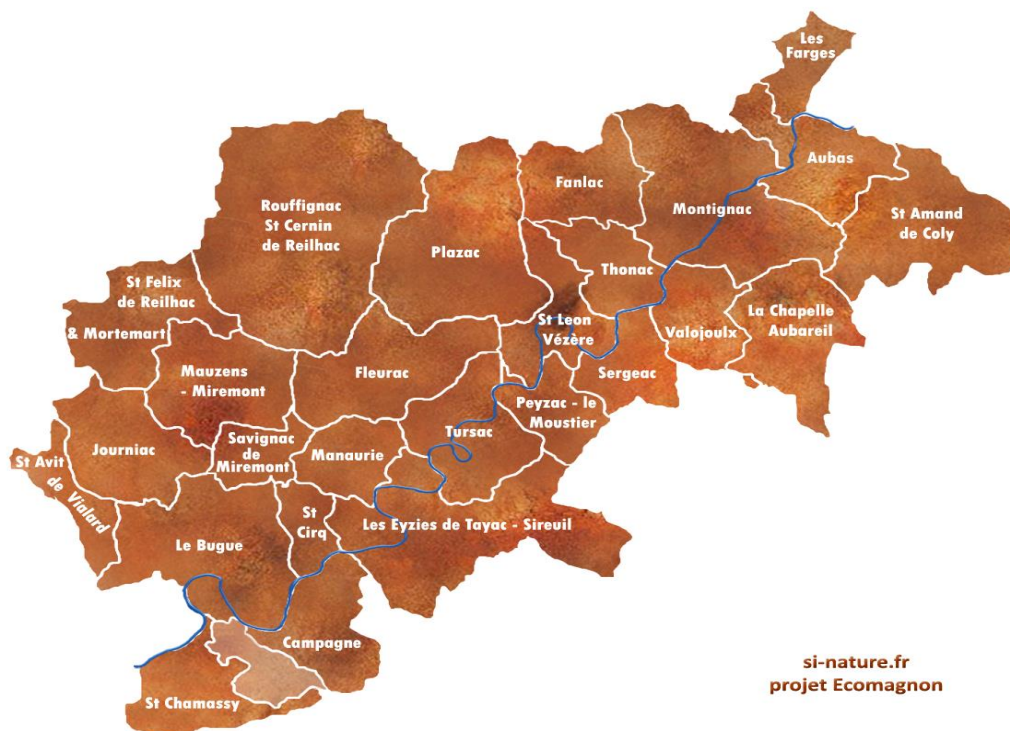 Les
Farges
Aubas
St Amand
de Coly
Fanlac
Montignac
Rouffignac
St Cernin
de Reilhac
Plazac
Thonac
St Felix
de Reilhac
& Mortemart
La Chapelle
Aubareil
St Leon
Vézère
Valojoulx
Mauzens
- Miremont
Fleurac
Sergeac
Peyzac - le
Moustier
Tursac
Journiac
Savignac
de
Miremont
Manaurie
St Avit
de Vialard
St
Cirq
Les Eyzies de Tayac - Sireuil
Le Bugue
Campagne
St Chamassy
si-nature.fr
projet Ecomagnon